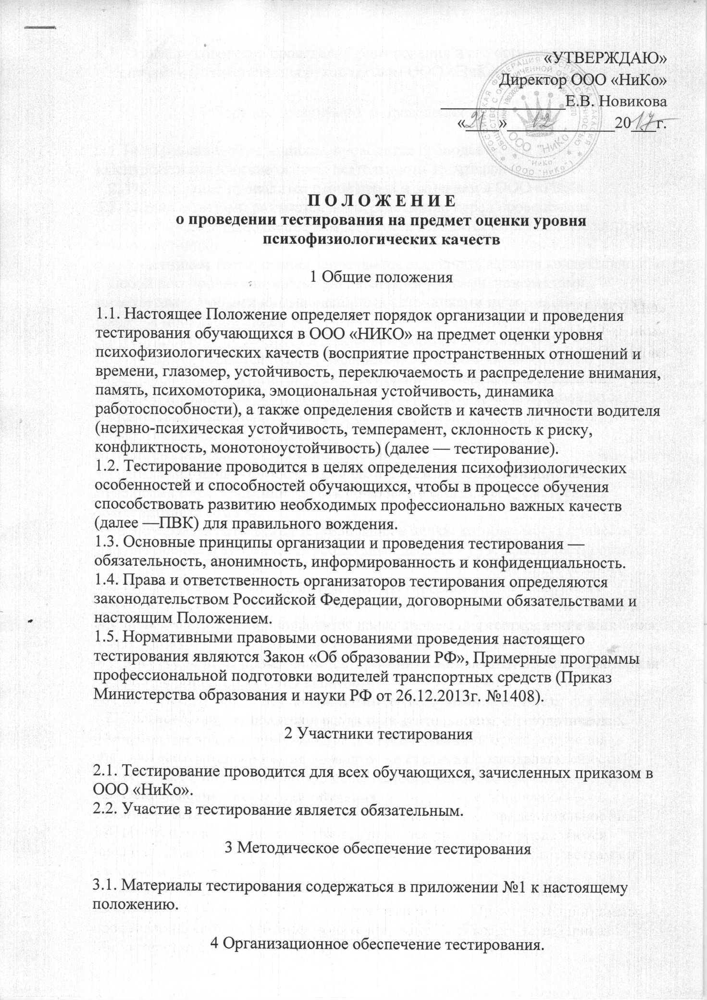 «УТВЕРЖДАЮ»
Директор ООО «НиКо»
____________Е.В. Новикова
«21»  12  2017г.
ООО "НиКо"
"НиКо"
(ООО "НиКо")
П О Л О Ж Е Н И Е
о проведении тестирования на предмет оценки уровня
психофизиологических качеств
1 Общие положения
1.1. Настоящее Положение определяет порядок организации и проведения
тестирования обучающихся в ООО «НИКО» на предмет оценки уровня
психофизиологических качеств (восприятие пространственных отношений и
времени, глазомер, устойчивость, переключаемость и распределение внимания,
память, психомоторика, эмоциональная устойчивость, динамика
работоспособности), а также определения свойств и качеств личности водителя
(нервно-психическая устойчивость, темперамент, склонность к риску,
конфликтность, монотоноустойчивость) (далее — тестирование).
1.2. Тестирование проводится в целях определения психофизиологических
особенностей и способностей обучающихся, чтобы в процессе обучения
способствовать развитию необходимых профессионально важных качеств
(далее —ПВК) для правильного вождения.
1.3. Основные принципы организации и проведения тестирования —
обязательность, анонимность, информированность и конфиденциальность.
1.4. Права и ответственность организаторов тестирования определяются
законодательством Российской Федерации, договорными обязательствами и
настоящим Положением.
1.5. Нормативными правовыми основаниями проведения настоящего
тестирования являются Закон «Об образовании РФ», Примерные программы
профессиональной подготовки водителей транспортных средств (Приказ
Министерства образования и науки РФ от 26.12.2013г. №1408).
2 Участники тестирования
2.1. Тестирование проводится для всех обучающихся, зачисленных приказом в
ООО «НиКо».
2.2. Участие в тестирование является обязательным.
3 Методическое обеспечение тестирования
3.1. Материалы тестирования содержаться в приложении №1 к настоящему
положению.
4 Организационное обеспечение тестирования.